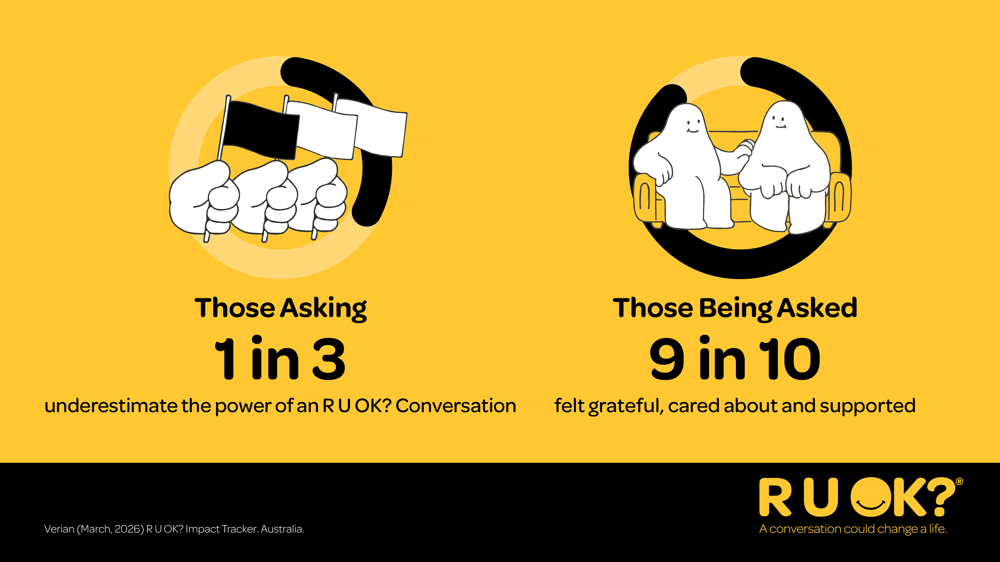 Those Asking
1 in 3
underestimate the power of an R U OK? Conversation
Those Being Asked
9 in 10
felt grateful, cared about and supported
Verian (March, 2026) R U OK? Impact Tracker. Australia.
R U OK?®
A conversation could change a life.